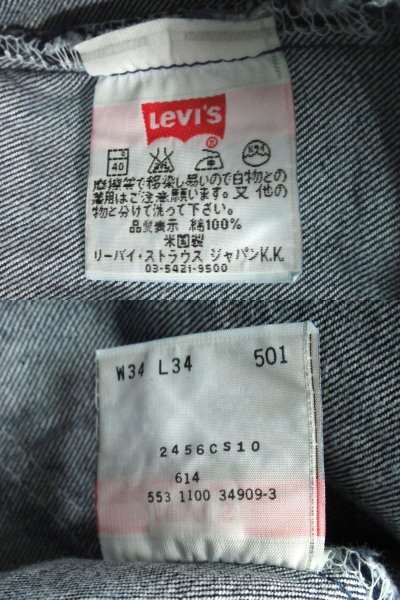 LEVI'S
®
40
摩擦等で移染し易いので白物との
着用はご注意願います。又 他の
物と分けて洗って下さい。
品質表示 綿100%
米国製
リーバイ・ストラウス ジャパンK.K.
03-5421-9500
W34 L34 501
2456CS10
614
553 1100 34909-3